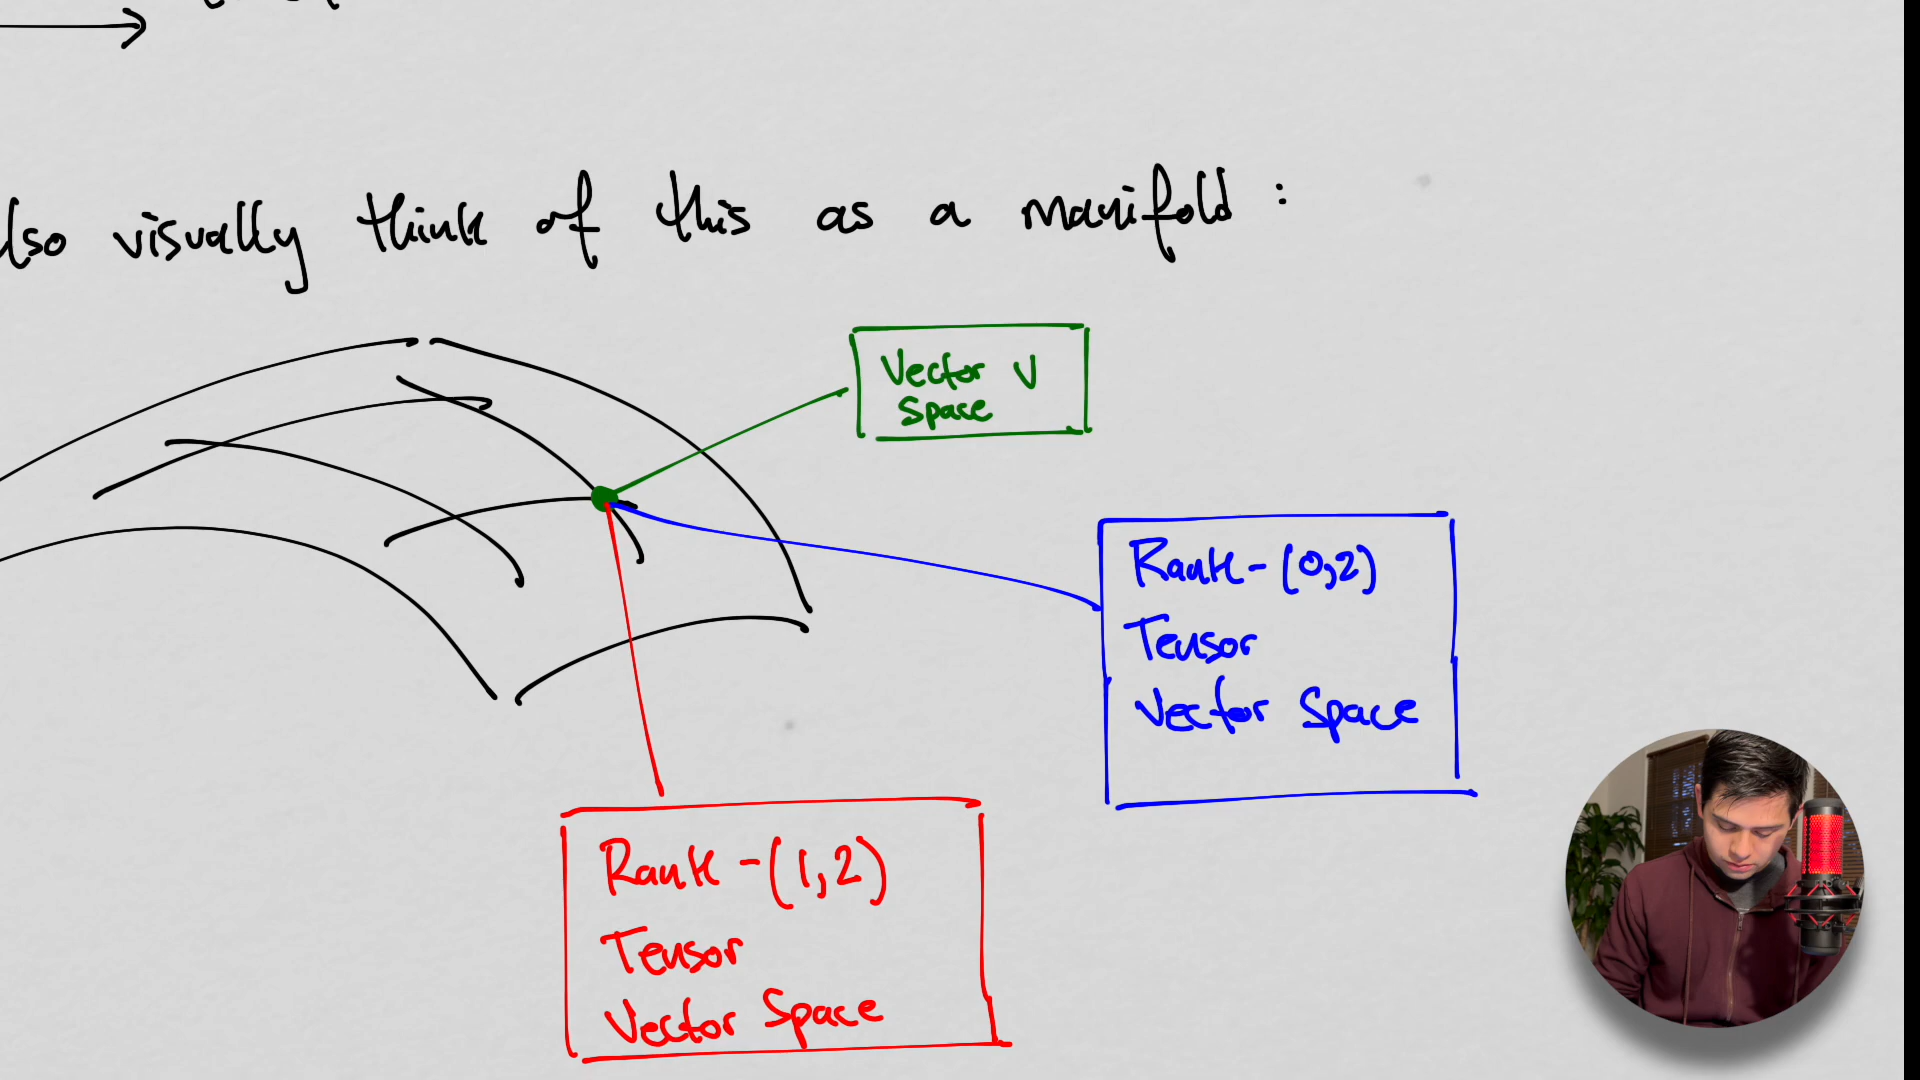 lso visually think of this as a manifold :
Vector V
Space
Rank-(0,2)
Tensor
Vector Space
Rank-(1,2)
Tensor
Vector Space